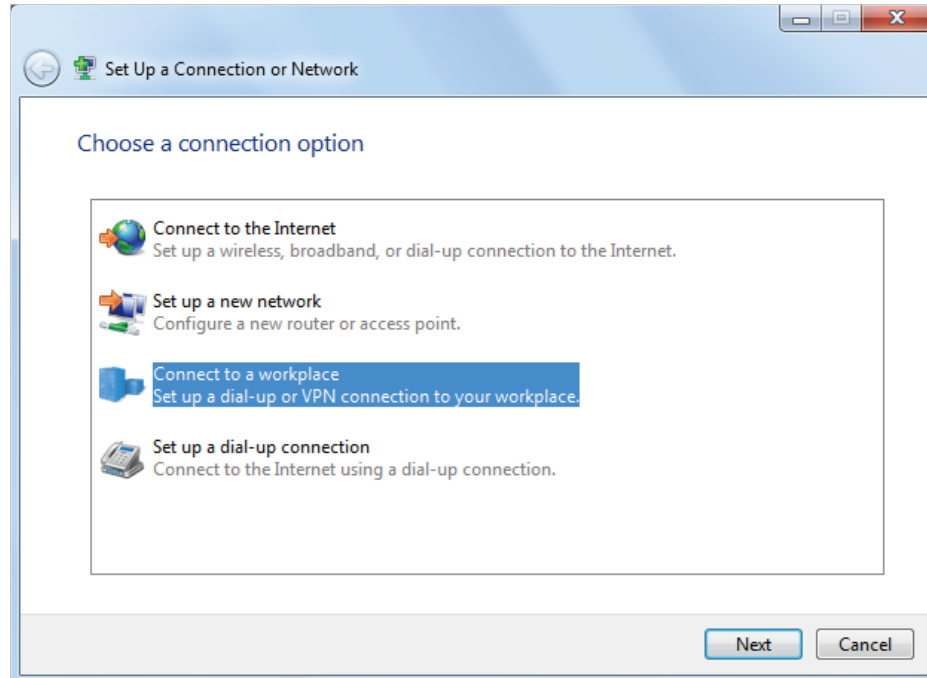 Set Up a Connection or Network
Choose a connection option
Connect to the Internet
Set up a wireless, broadband, or dial-up connection to the Internet.
Set up a new network
Configure a new router or access point.
Connect to a workplace
Set up a dial-up or VPN connection to your workplace.
Set up a dial-up connection
Connect to the Internet using a dial-up connection.
Next
Cancel